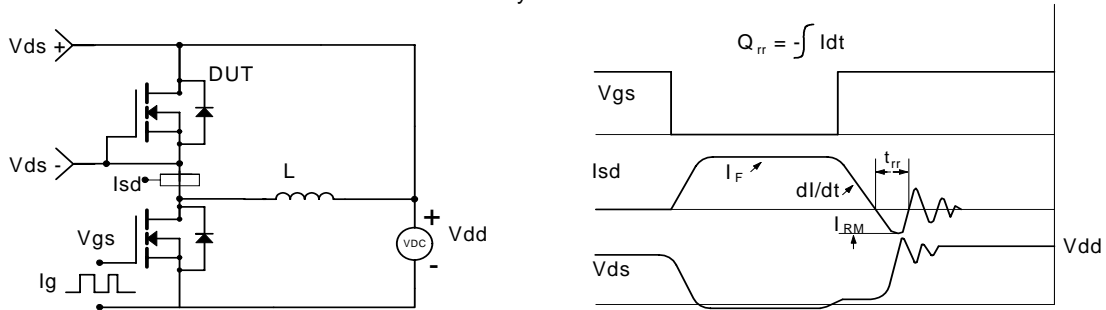 Vds +
DUT
Vds -
Isd
L
Vgs
Ig
+
VDC
-
Vdd
Q rr = -∫ Idt
Vgs
Isd
I F
dI/dt
t rr
I RM
Vds
Vdd